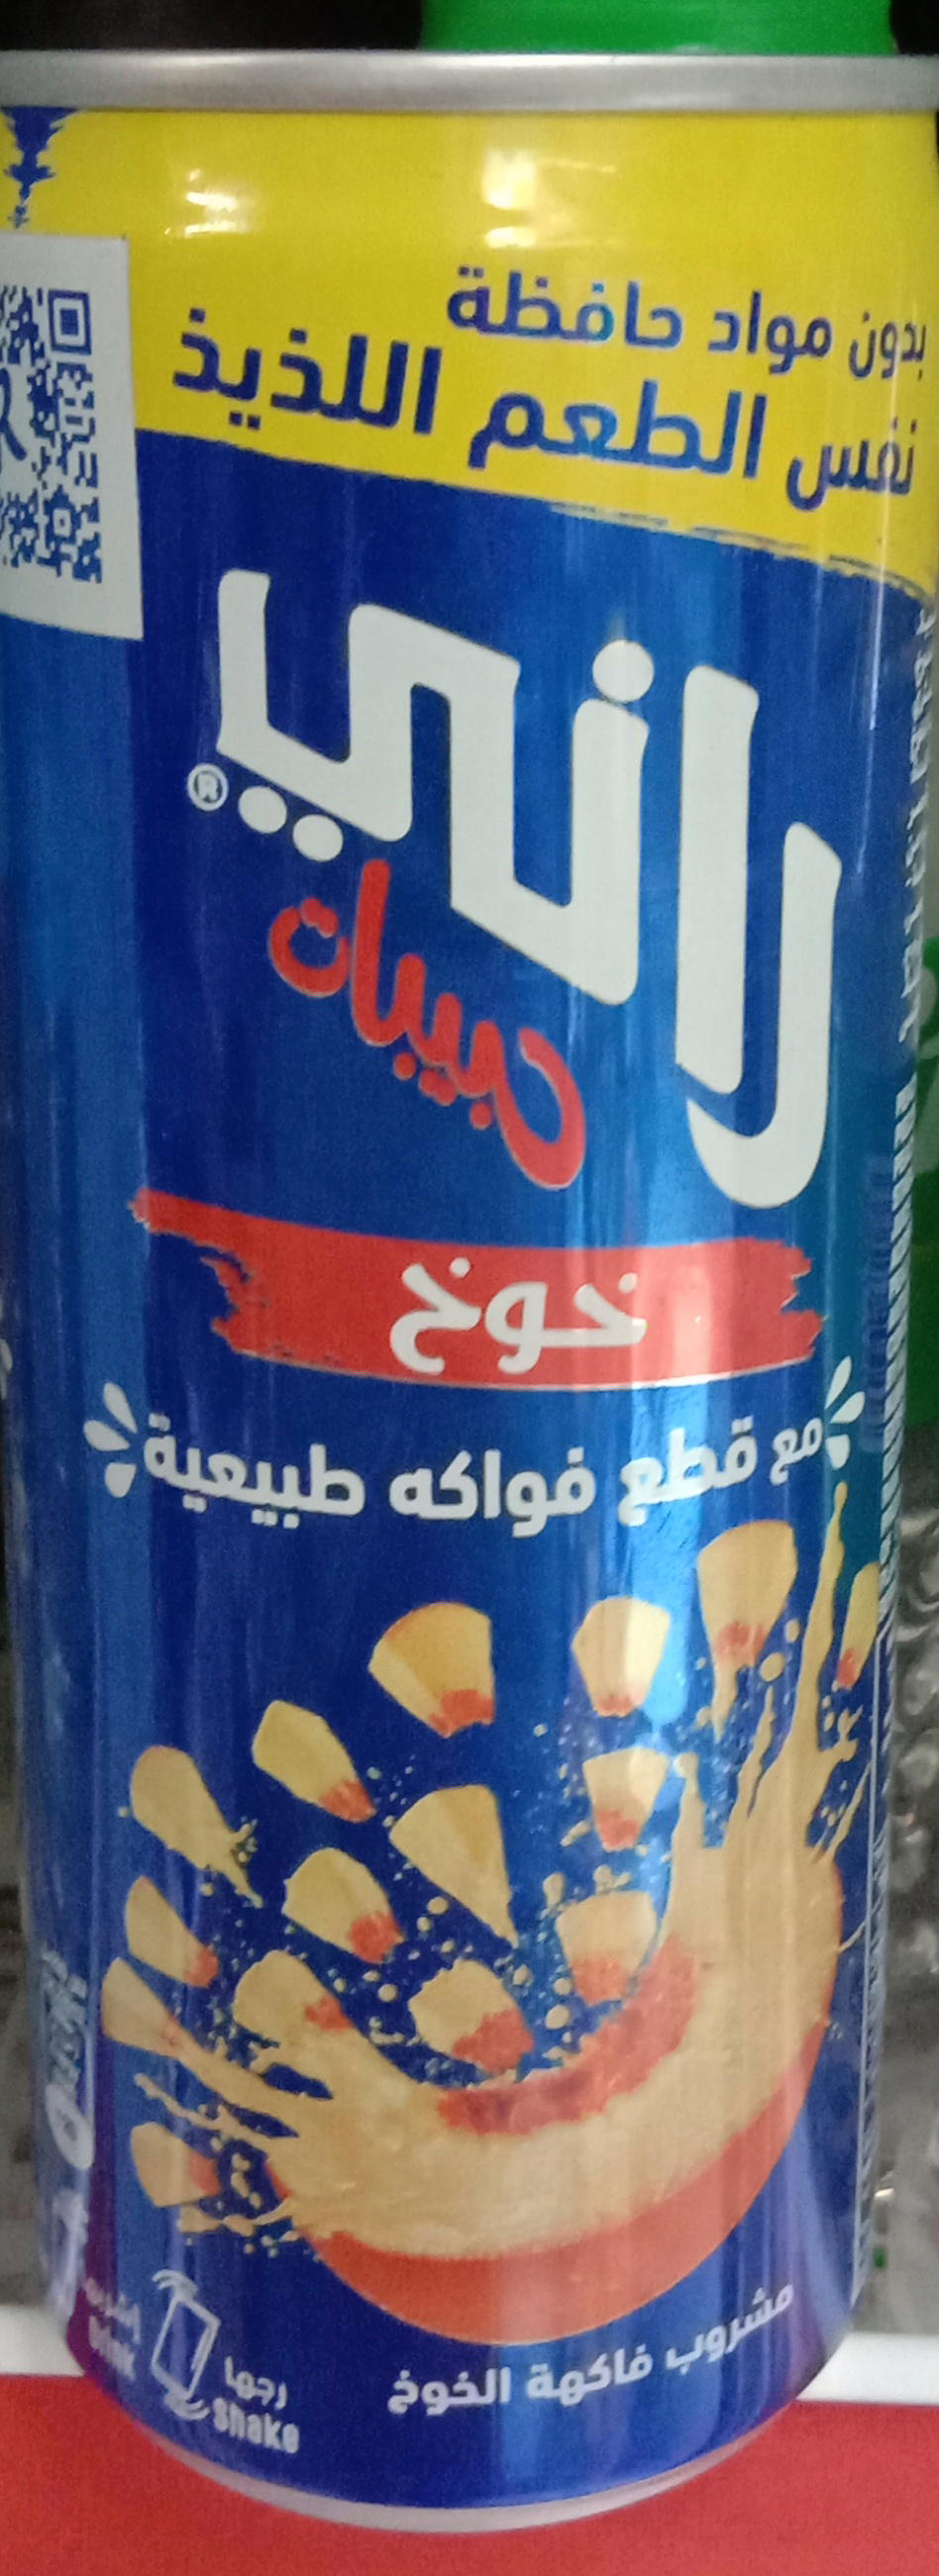 بدون مواد حافظة
نفس الطعم اللذيذ
راني®
حبيبات
خوخ
مع قطع فواكه طبيعية
مشروب فاكهة الخوخ
رجها
shake